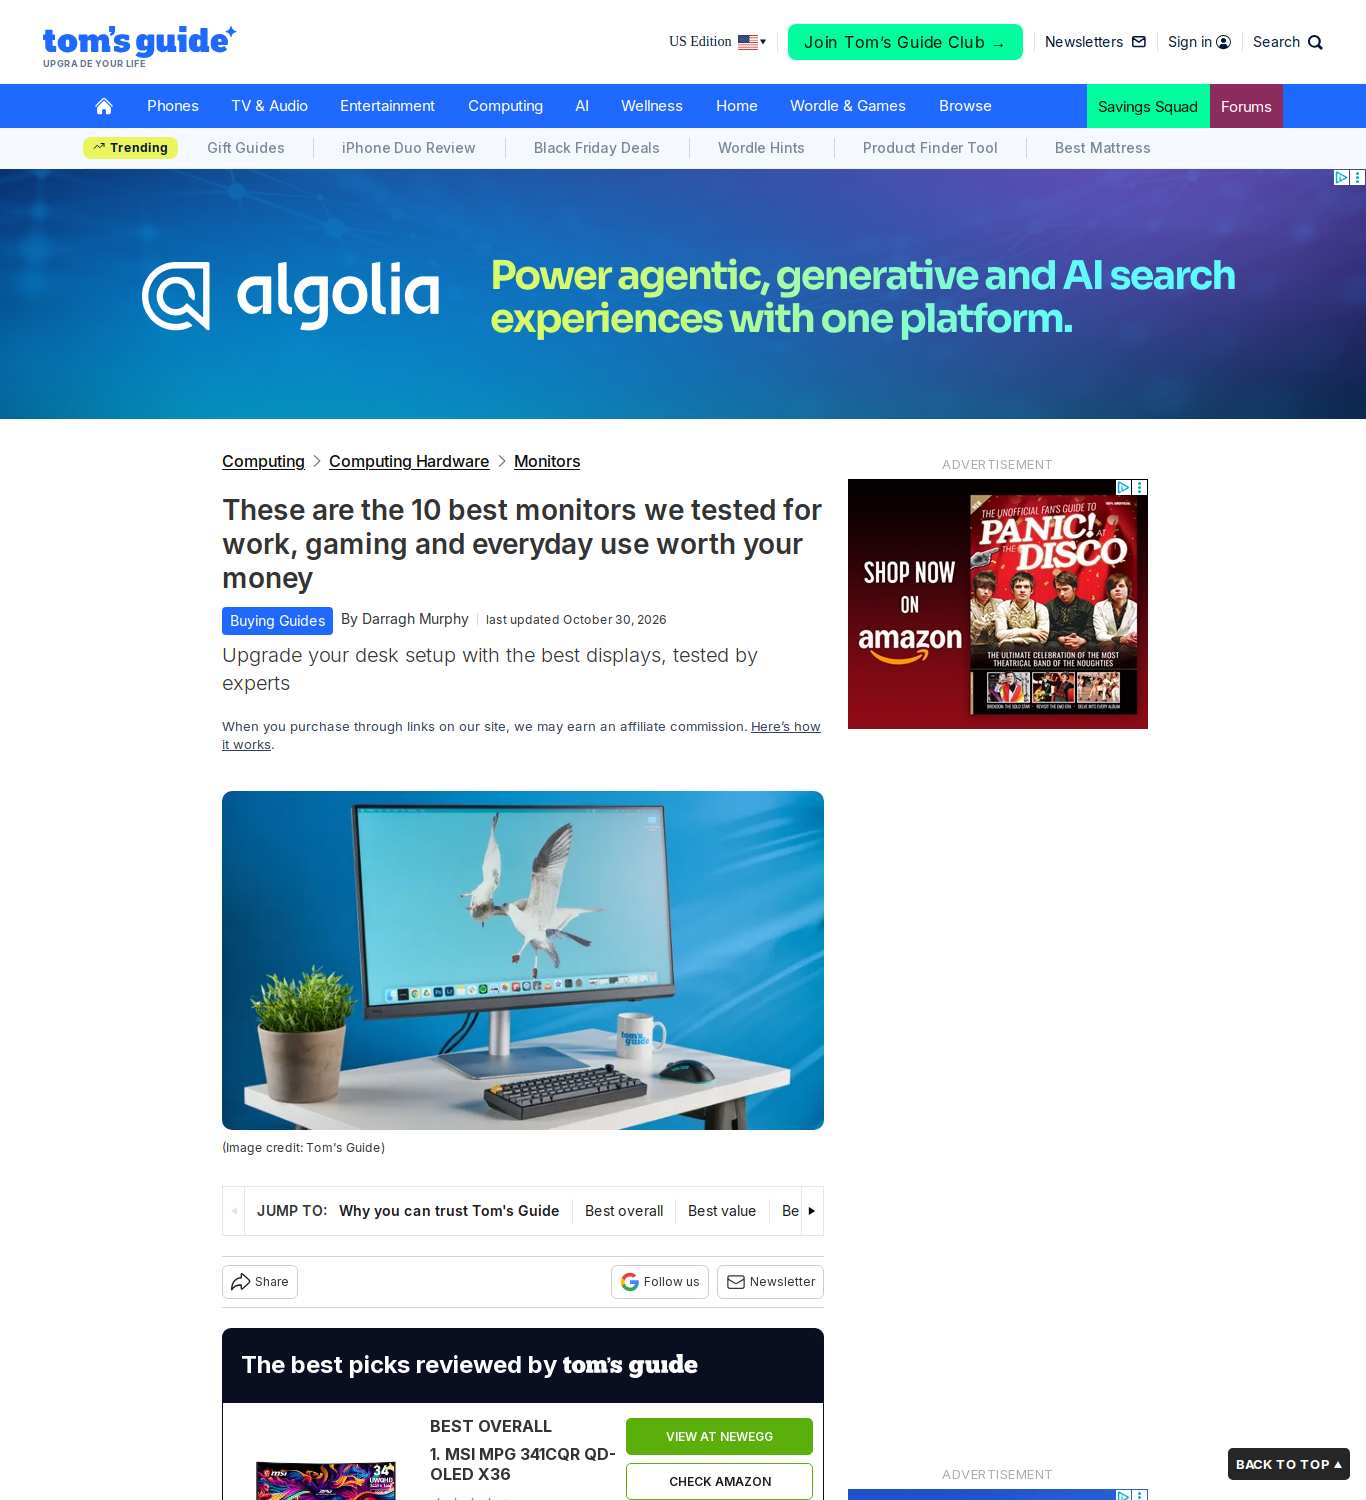 tom's guide
UPGRADE YOUR LIFE
US Edition
Join Tom's Guide Club →
Newsletters
Sign in
Search
Phones
TV & Audio
Entertainment
Computing
AI
Wellness
Home
Wordle & Games
Browse
Savings Squad
Forums
Trending
Gift Guides
iPhone Duo Review
Black Friday Deals
Wordle Hints
Product Finder Tool
Best Mattress
algolia
Power agentic, generative and AI search
experiences with one platform.
Computing
Computing Hardware
Monitors
These are the 10 best monitors we tested for
work, gaming and everyday use worth your
money
Buying Guides
By Darragh Murphy
last updated October 30, 2026
Upgrade your desk setup with the best displays, tested by
experts
When you purchase through links on our site, we may earn an affiliate commission. Here's how
it works.
ADVERTISEMENT
SHOP NOW
ON
amazon
THE UNOFFICIAL FAN'S GUIDE TO
PANIC! AT
THE DISCO
THE ULTIMATE CELEBRATION OF THE MOST
THEATRICAL BAND OF THE NOUGHTIES
tom's
guide
(Image credit: Tom's Guide)
JUMP TO:
Why you can trust Tom's Guide
Best overall
Best value
Be
Share
Follow us
Newsletter
The best picks reviewed by tom's guide
BEST OVERALL
1. MSI MPG 341CQR QD-
OLED X36
VIEW AT NEWEGG
CHECK AMAZON
msi
34"
UWQHD
ADVERTISEMENT
BACK TO TOP